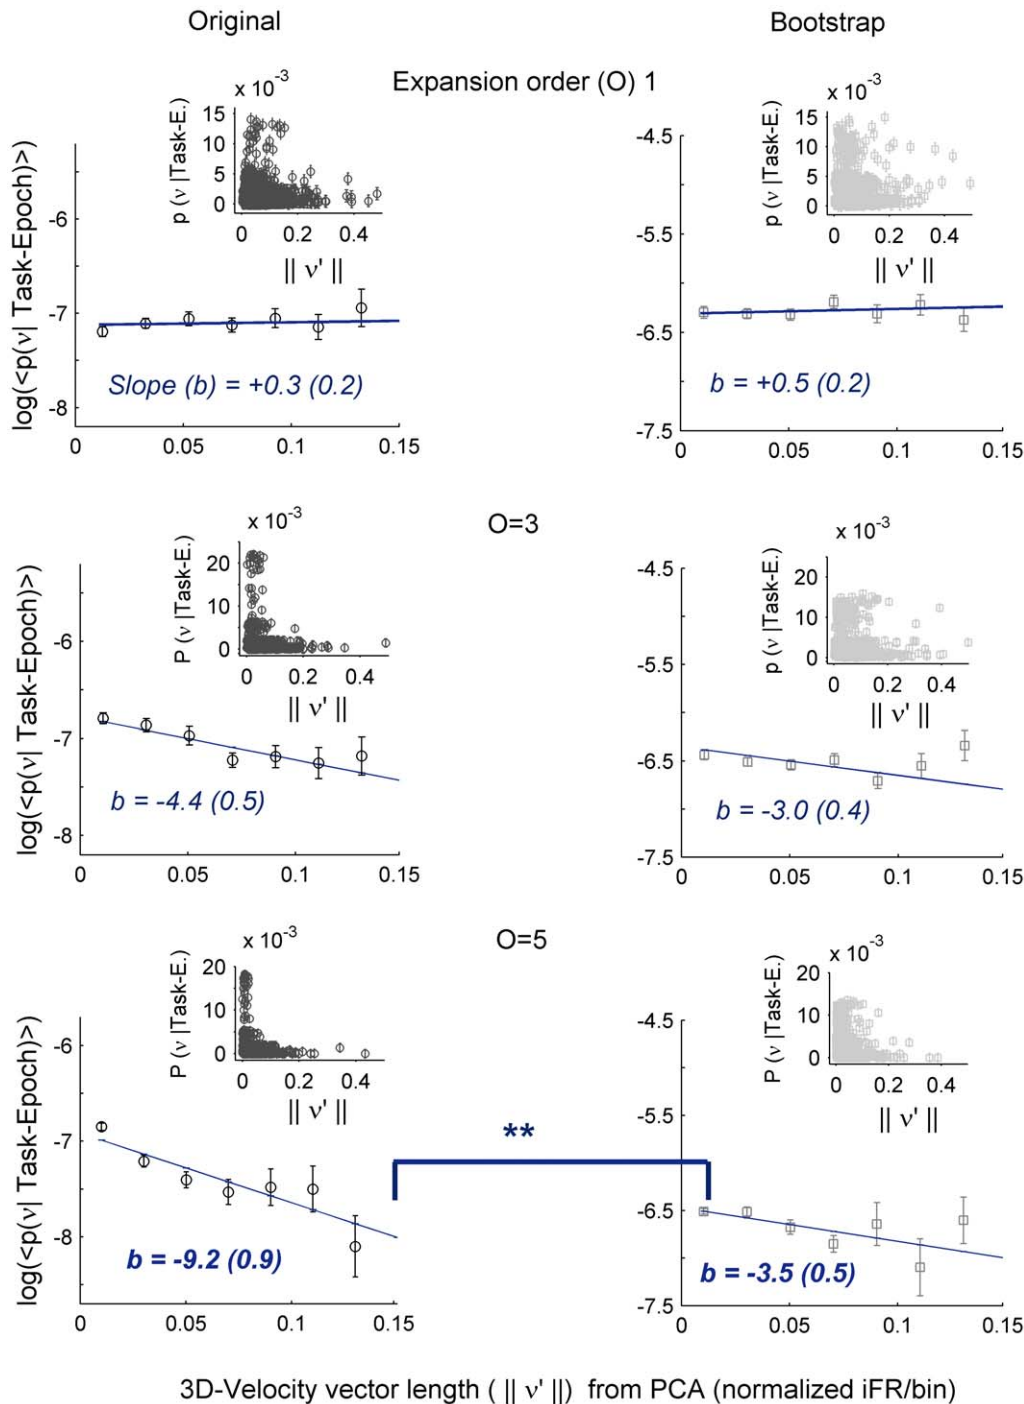 Original
Bootstrap
Expansion order (O) 1
x 10⁻³
15
10
5
0
p (ν |Task-E.)
0 0.2 0.4
|| ν' ||
log(<p(ν| Task-Epoch)>)
-6
-7
-8
Slope (b) = +0.3 (0.2)
0 0.05 0.1 0.15
x 10⁻³
15
10
5
0
p (ν |Task-E.)
0 0.2 0.4
|| ν' ||
-4.5
-5.5
-6.5
-7.5
b = +0.5 (0.2)
0 0.05 0.1 0.15
O=3
x 10⁻³
20
10
0
P (ν |Task-E.)
0 0.2 0.4
|| ν' ||
log(<p(ν| Task-Epoch)>)
-6
-7
-8
b = -4.4 (0.5)
0 0.05 0.1 0.15
x 10⁻³
20
10
0
p (ν |Task-E.)
0 0.2 0.4
|| ν' ||
-4.5
-5.5
-6.5
-7.5
b = -3.0 (0.4)
0 0.05 0.1 0.15
O=5
x 10⁻³
20
10
0
P (ν |Task-E.)
0 0.2 0.4
|| ν' ||
log(<p(ν| Task-Epoch)>)
-6
-7
-8
b = -9.2 (0.9)
0 0.05 0.1 0.15
**
x 10⁻³
20
10
0
P (ν |Task-E.)
0 0.2 0.4
|| ν' ||
-4.5
-5.5
-6.5
-7.5
b = -3.5 (0.5)
0 0.05 0.1 0.15
3D-Velocity vector length ( || ν' ||) from PCA (normalized iFR/bin)